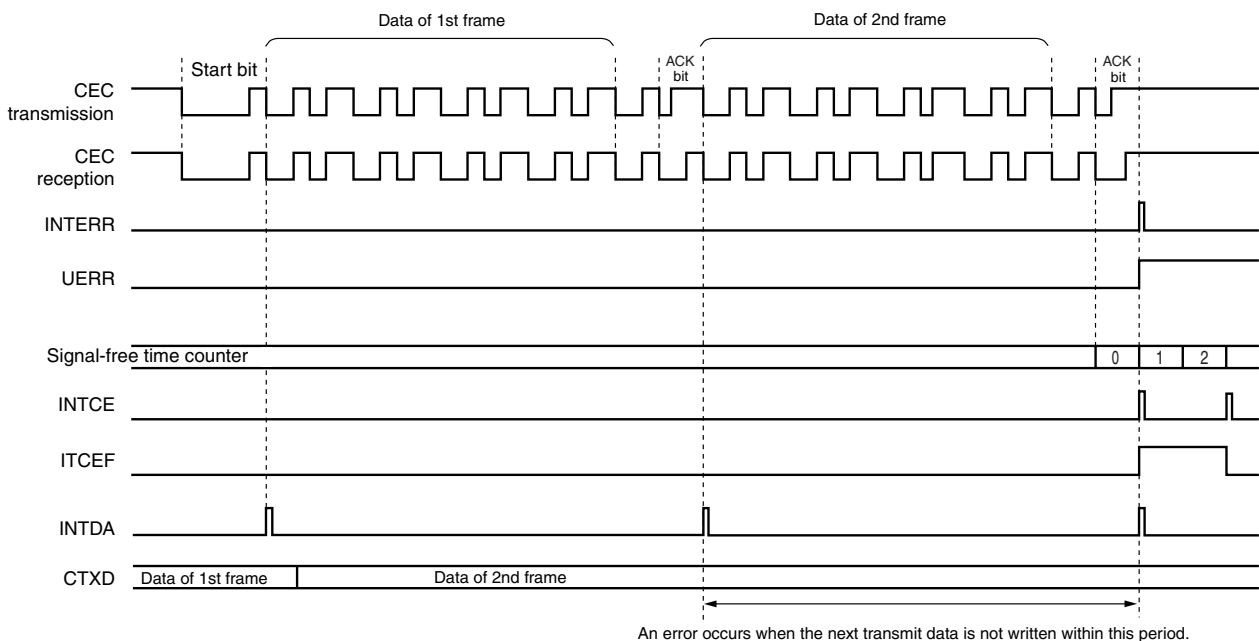 Data of 1st frame
Data of 2nd frame
Start bit
ACK
bit
ACK
bit
CEC
transmission
CEC
reception
INTERR
UERR
Signal-free time counter
0 1 2
INTCE
ITCEF
INTDA
CTXD
Data of 1st frame
Data of 2nd frame
An error occurs when the next transmit data is not written within this period.